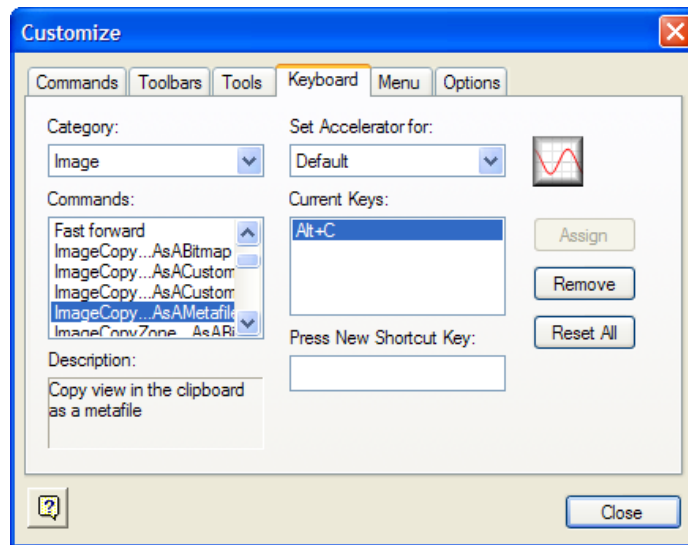 Customize
Commands Toolbars Tools Keyboard Menu Options
Category:
Image
Set Accelerator for:
Default
Commands:
Fast forward
ImageCopy...AsABitmap
ImageCopy...AsACustom
ImageCopy...AsACustom
ImageCopy...AsAMetafile
ImageCopyZone...AsABi
Current Keys:
Alt+C
Assign
Remove
Reset All
Press New Shortcut Key:
Description:
Copy view in the clipboard
as a metafile
Close